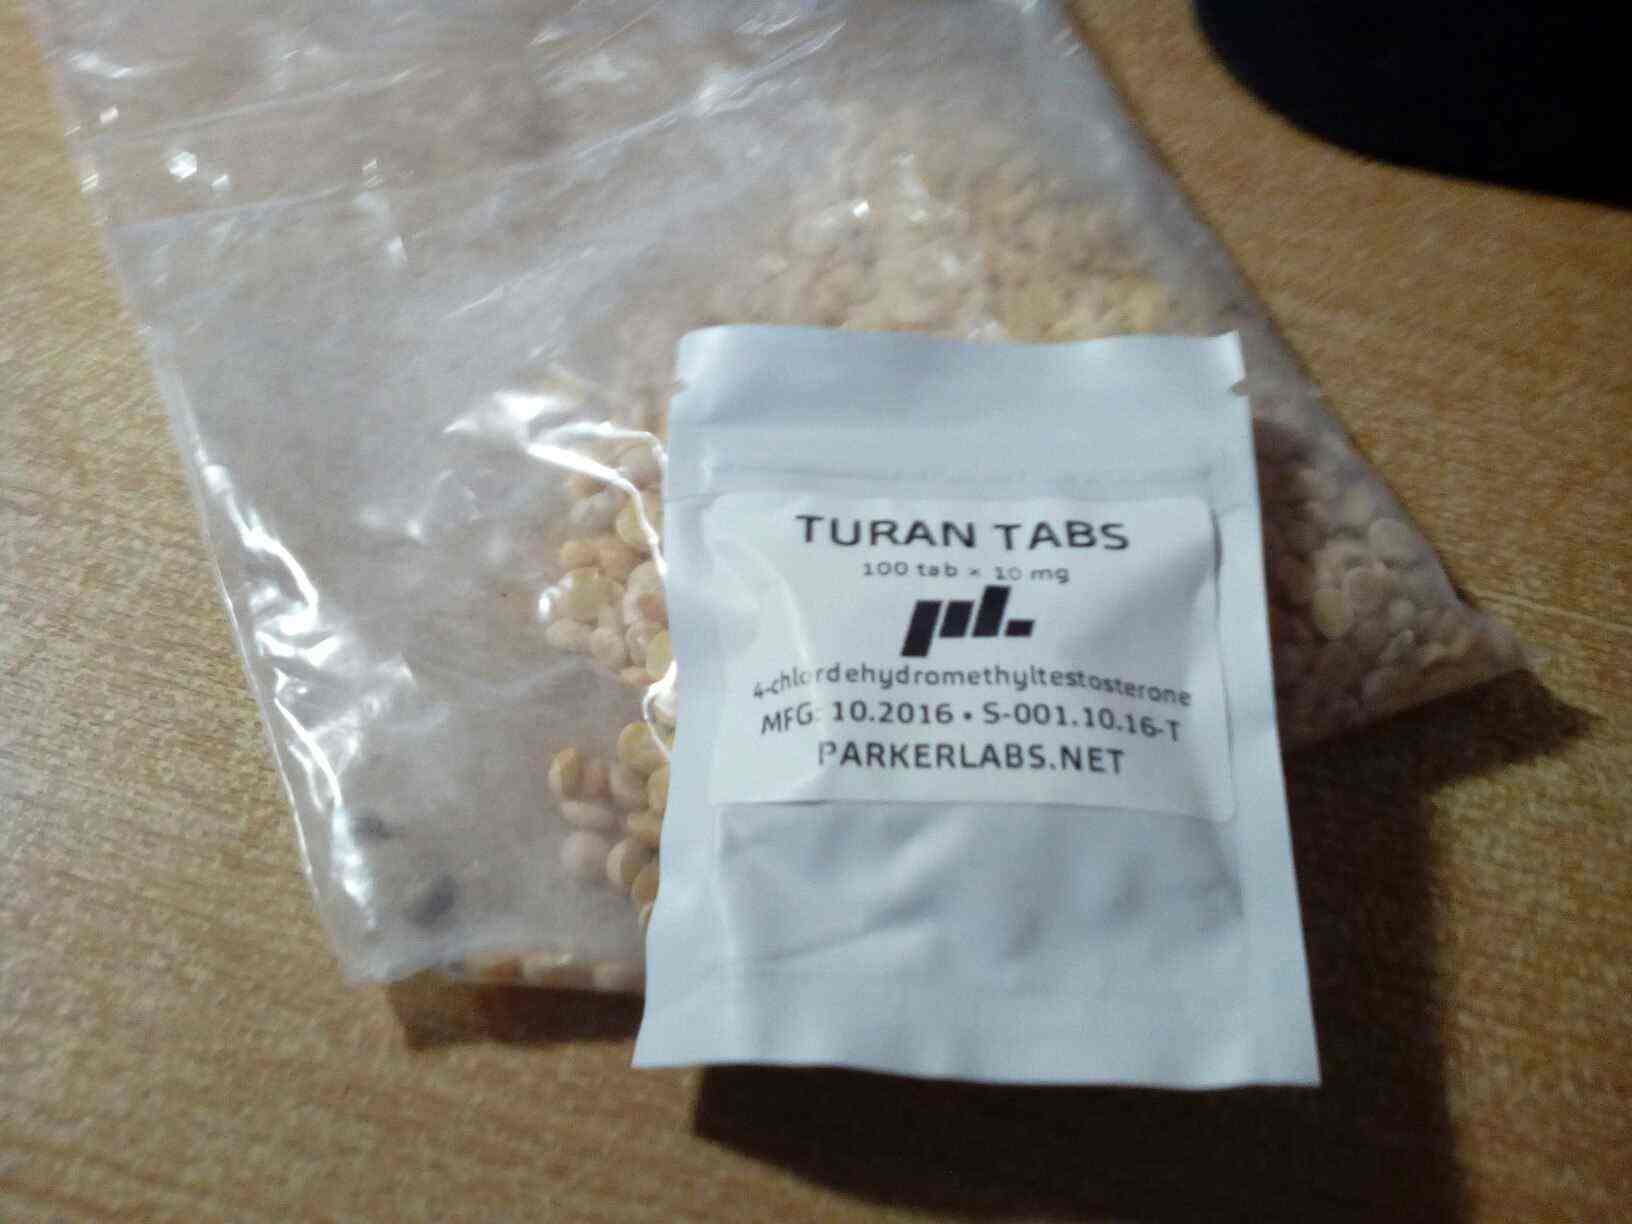 TURAN TABS
100 tab × 10 mg
pl.
4-chlordehydromethyltestosterone
MFG: 10.2016 • S-001.10.16-T
PARKERLABS.NET